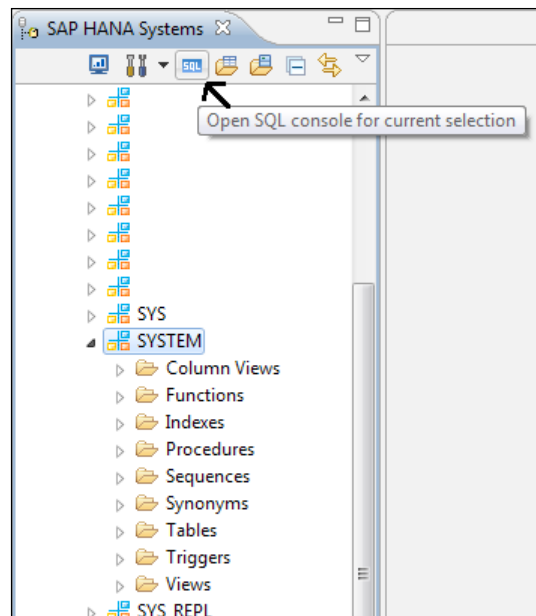 SAP HANA Systems
SQL
Open SQL console for current selection
SYS
SYSTEM
Column Views
Functions
Indexes
Procedures
Sequences
Synonyms
Tables
Triggers
Views
SYS_REPL